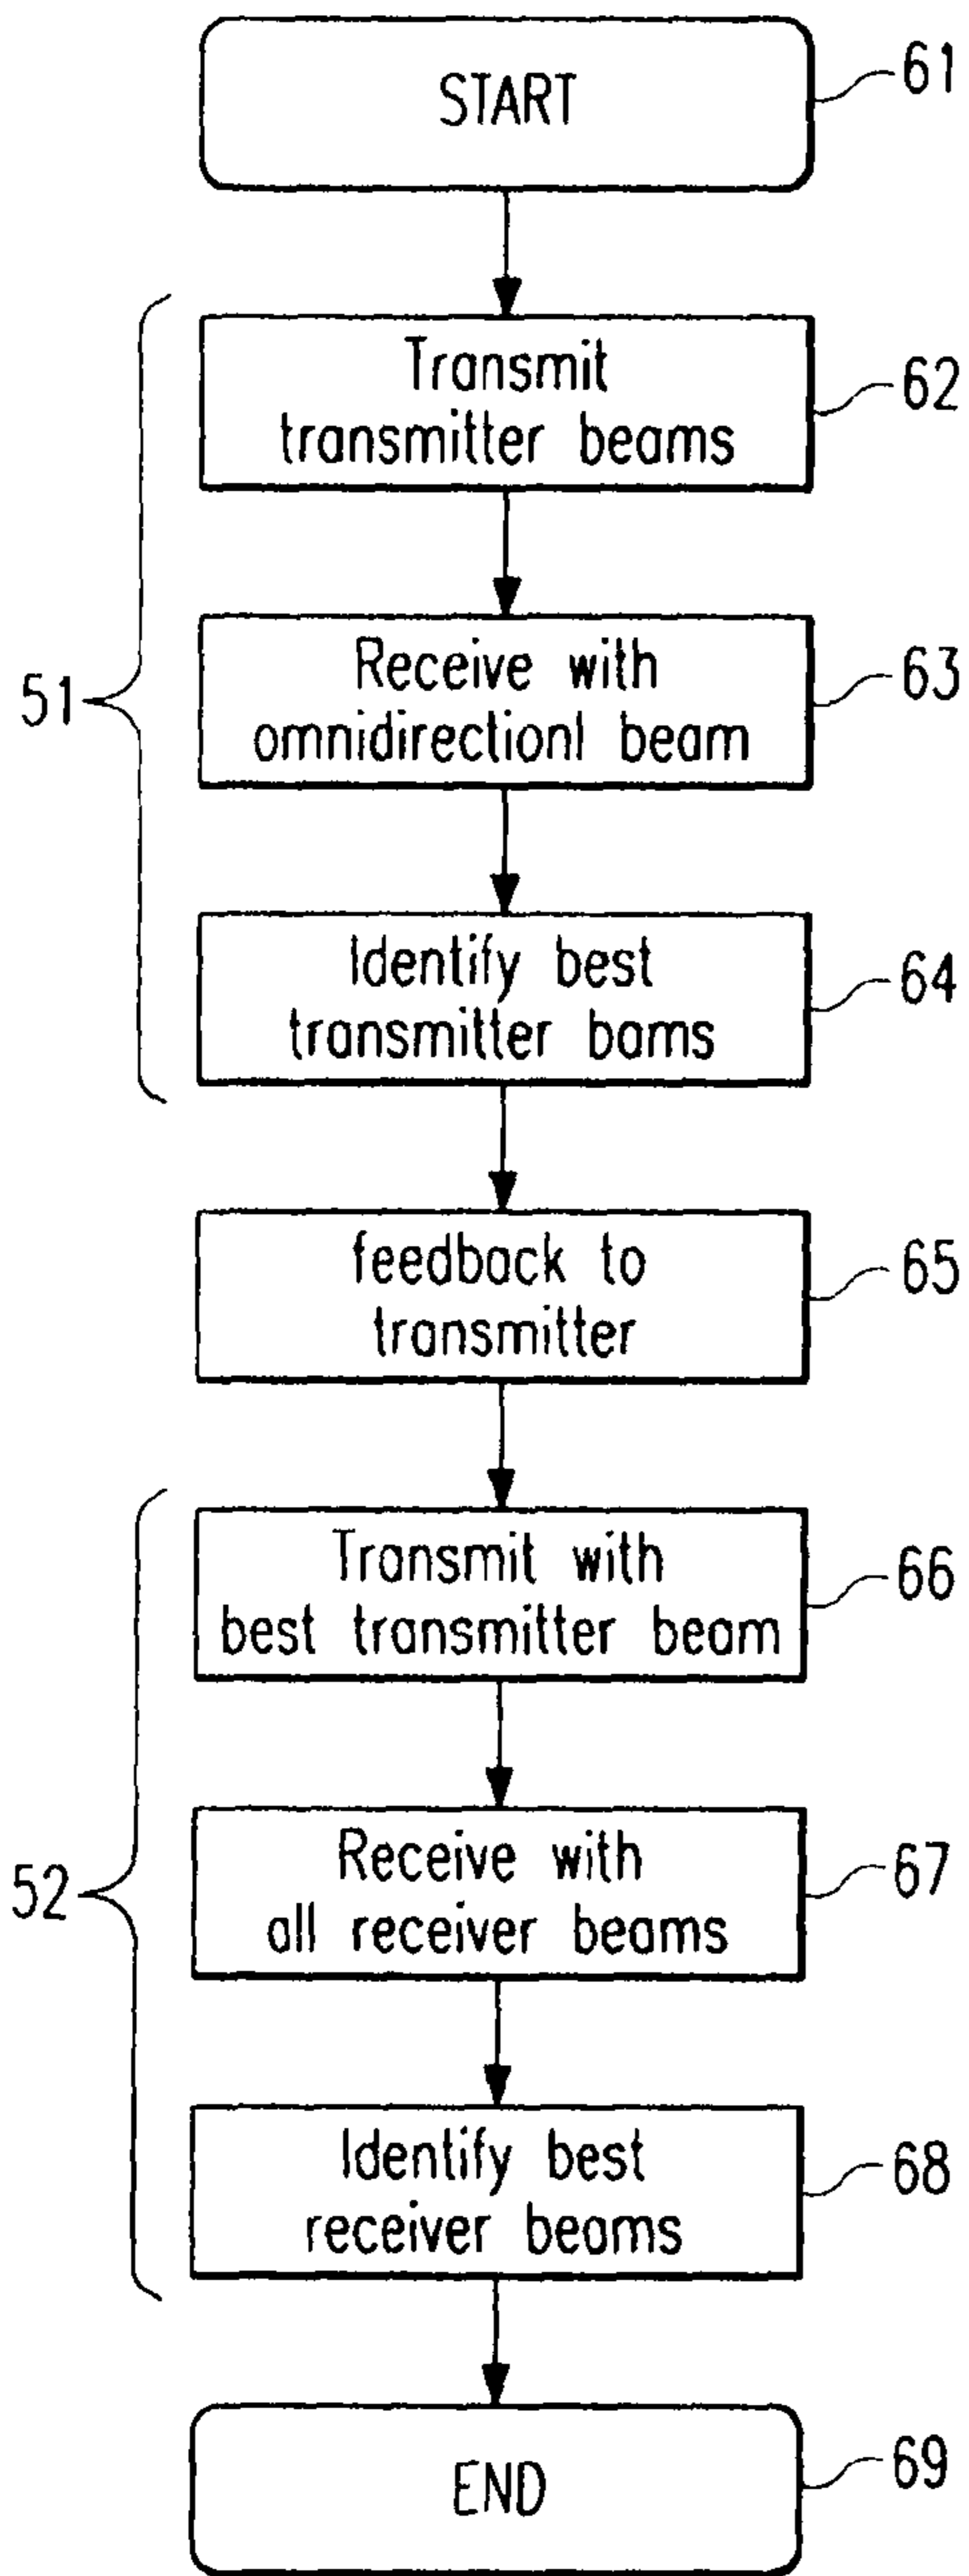 START
61
Transmit
transmitter beams
62
Receive with
omnidirectionl beam
63
51
Identify best
transmitter bams
64
feedback to
transmitter
65
Transmit with
best transmitter beam
66
Receive with
all receiver beams
67
52
Identify best
receiver beams
68
END
69